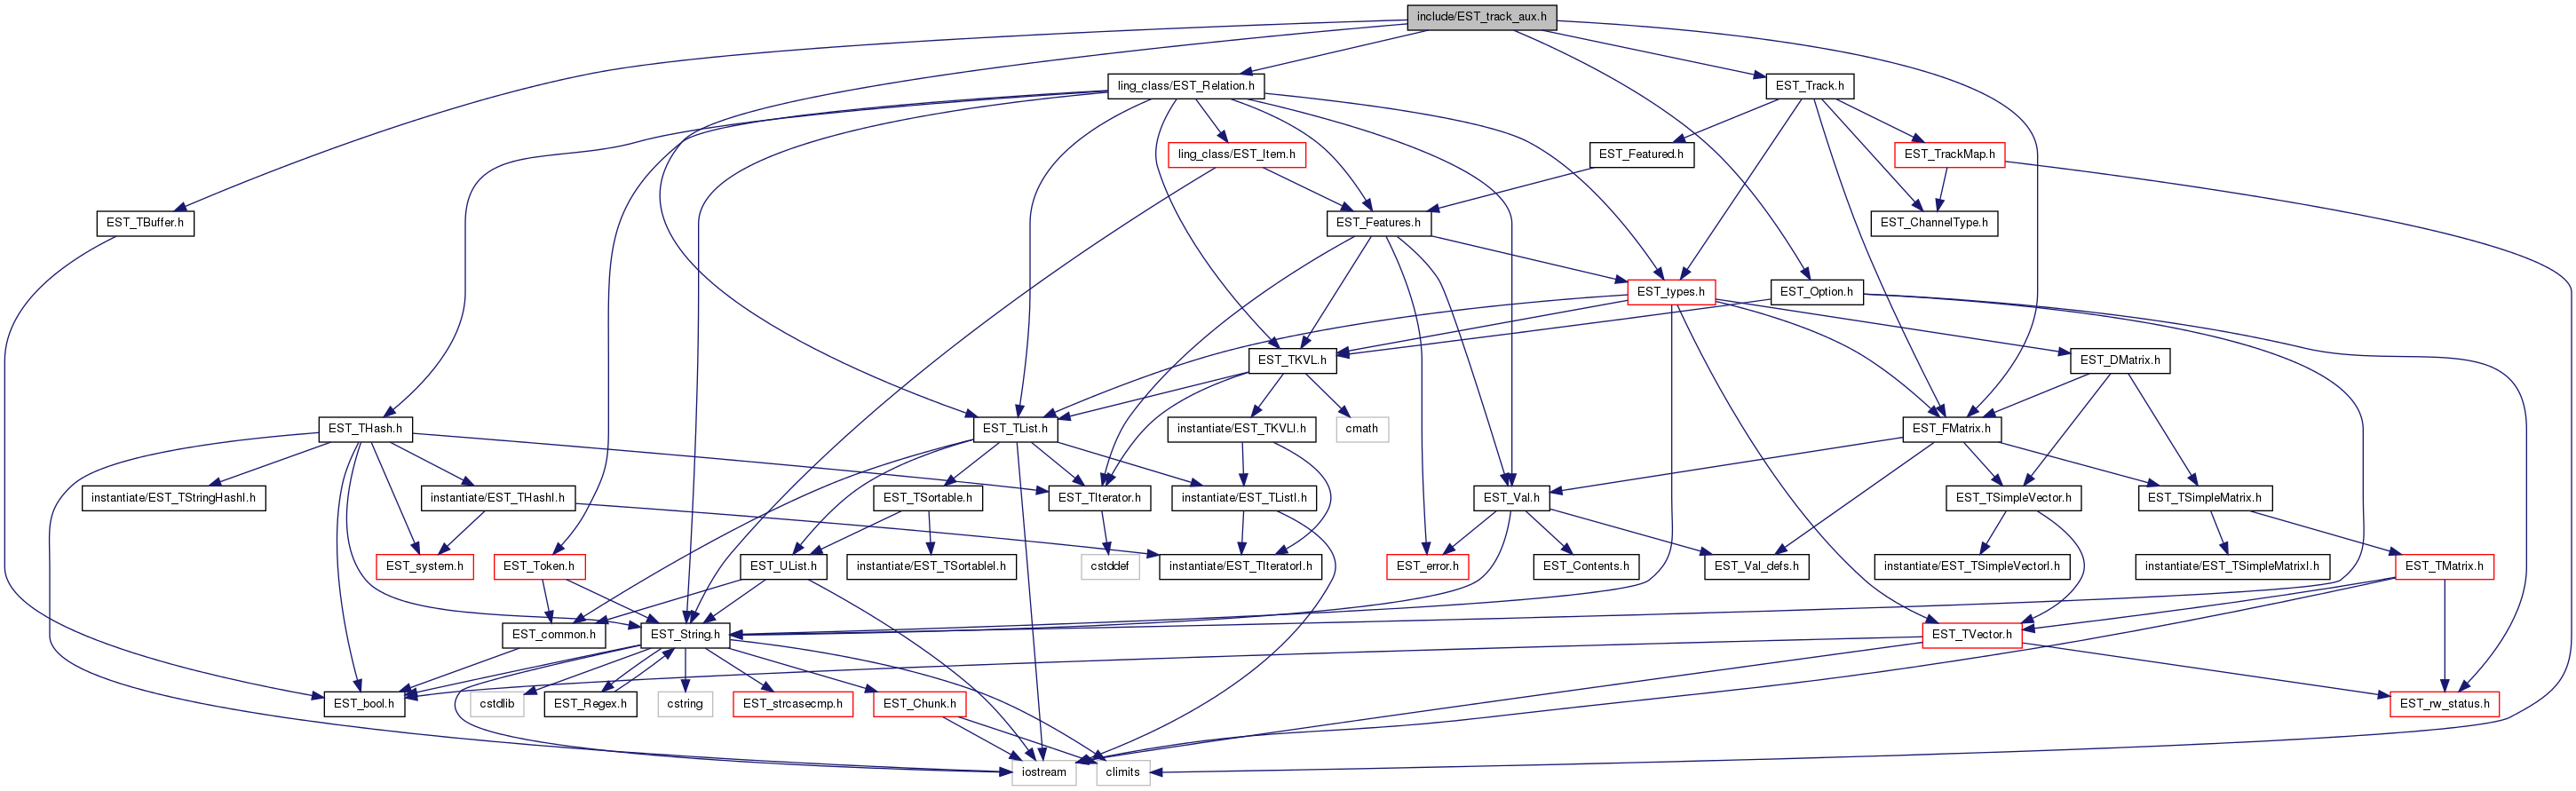 include/EST_track_aux.h
ling_class/EST_Relation.h
EST_Track.h
ling_class/EST_Item.h
EST_Featured.h
EST_TrackMap.h
EST_TBuffer.h
EST_Features.h
EST_ChannelType.h
EST_types.h
EST_Option.h
EST_TKVL.h
EST_DMatrix.h
EST_THash.h
EST_TList.h
instantiate/EST_TKVLI.h
cmath
EST_FMatrix.h
instantiate/EST_TStringHashI.h
instantiate/EST_THashI.h
EST_TSortable.h
EST_TIterator.h
instantiate/EST_TListI.h
EST_Val.h
EST_TSimpleVector.h
EST_TSimpleMatrix.h
EST_system.h
EST_Token.h
EST_UList.h
instantiate/EST_TSortableI.h
cstddef
instantiate/EST_TIteratorI.h
EST_error.h
EST_Contents.h
EST_Val_defs.h
instantiate/EST_TSimpleVectorI.h
instantiate/EST_TSimpleMatrixI.h
EST_TMatrix.h
EST_common.h
EST_String.h
EST_TVector.h
EST_bool.h
cstdlib
EST_Regex.h
cstring
EST_strcasecmp.h
EST_Chunk.h
EST_rw_status.h
iostream
climits